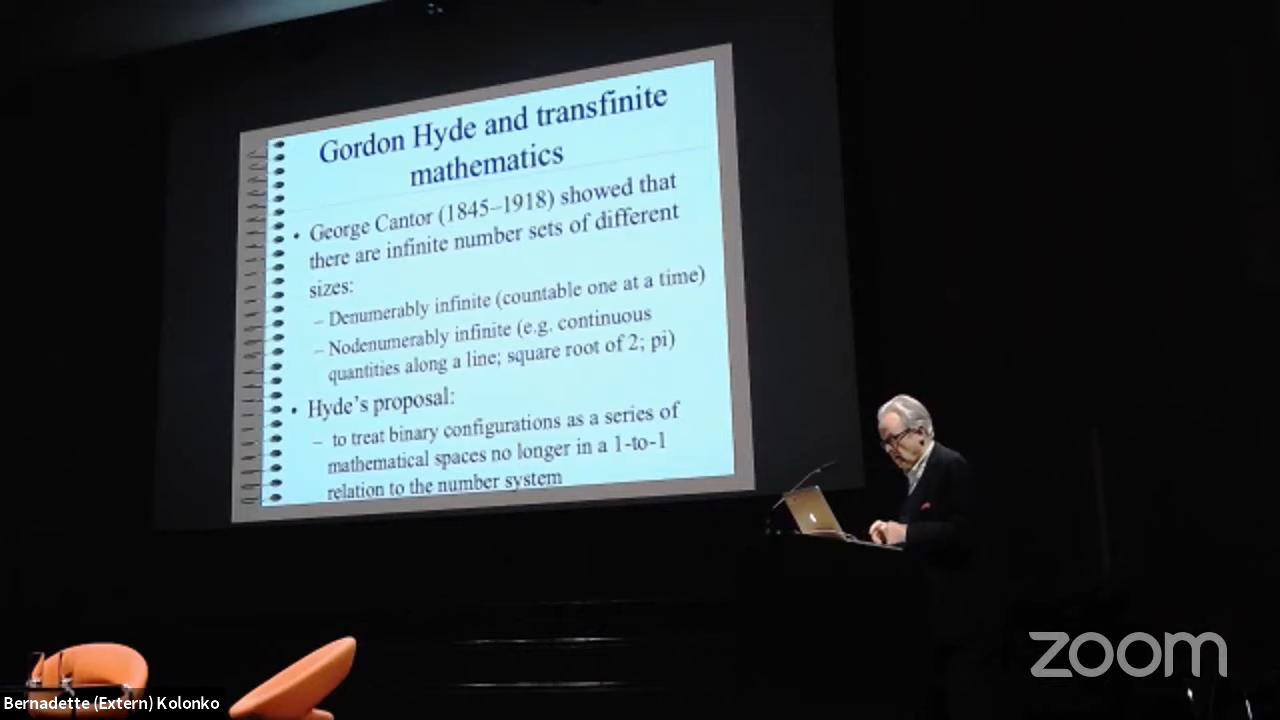 Gordon Hyde and transfinite
mathematics
• George Cantor (1845–1918) showed that
there are infinite number sets of different
sizes:
– Denumerably infinite (countable one at a time)
– Nodenumerably infinite (e.g. continuous
quantities along a line; square root of 2; pi)
• Hyde's proposal:
– to treat binary configurations as a series of
mathematical spaces no longer in a 1-to-1
relation to the number system
zoom
Bernadette (Extern) Kolonko